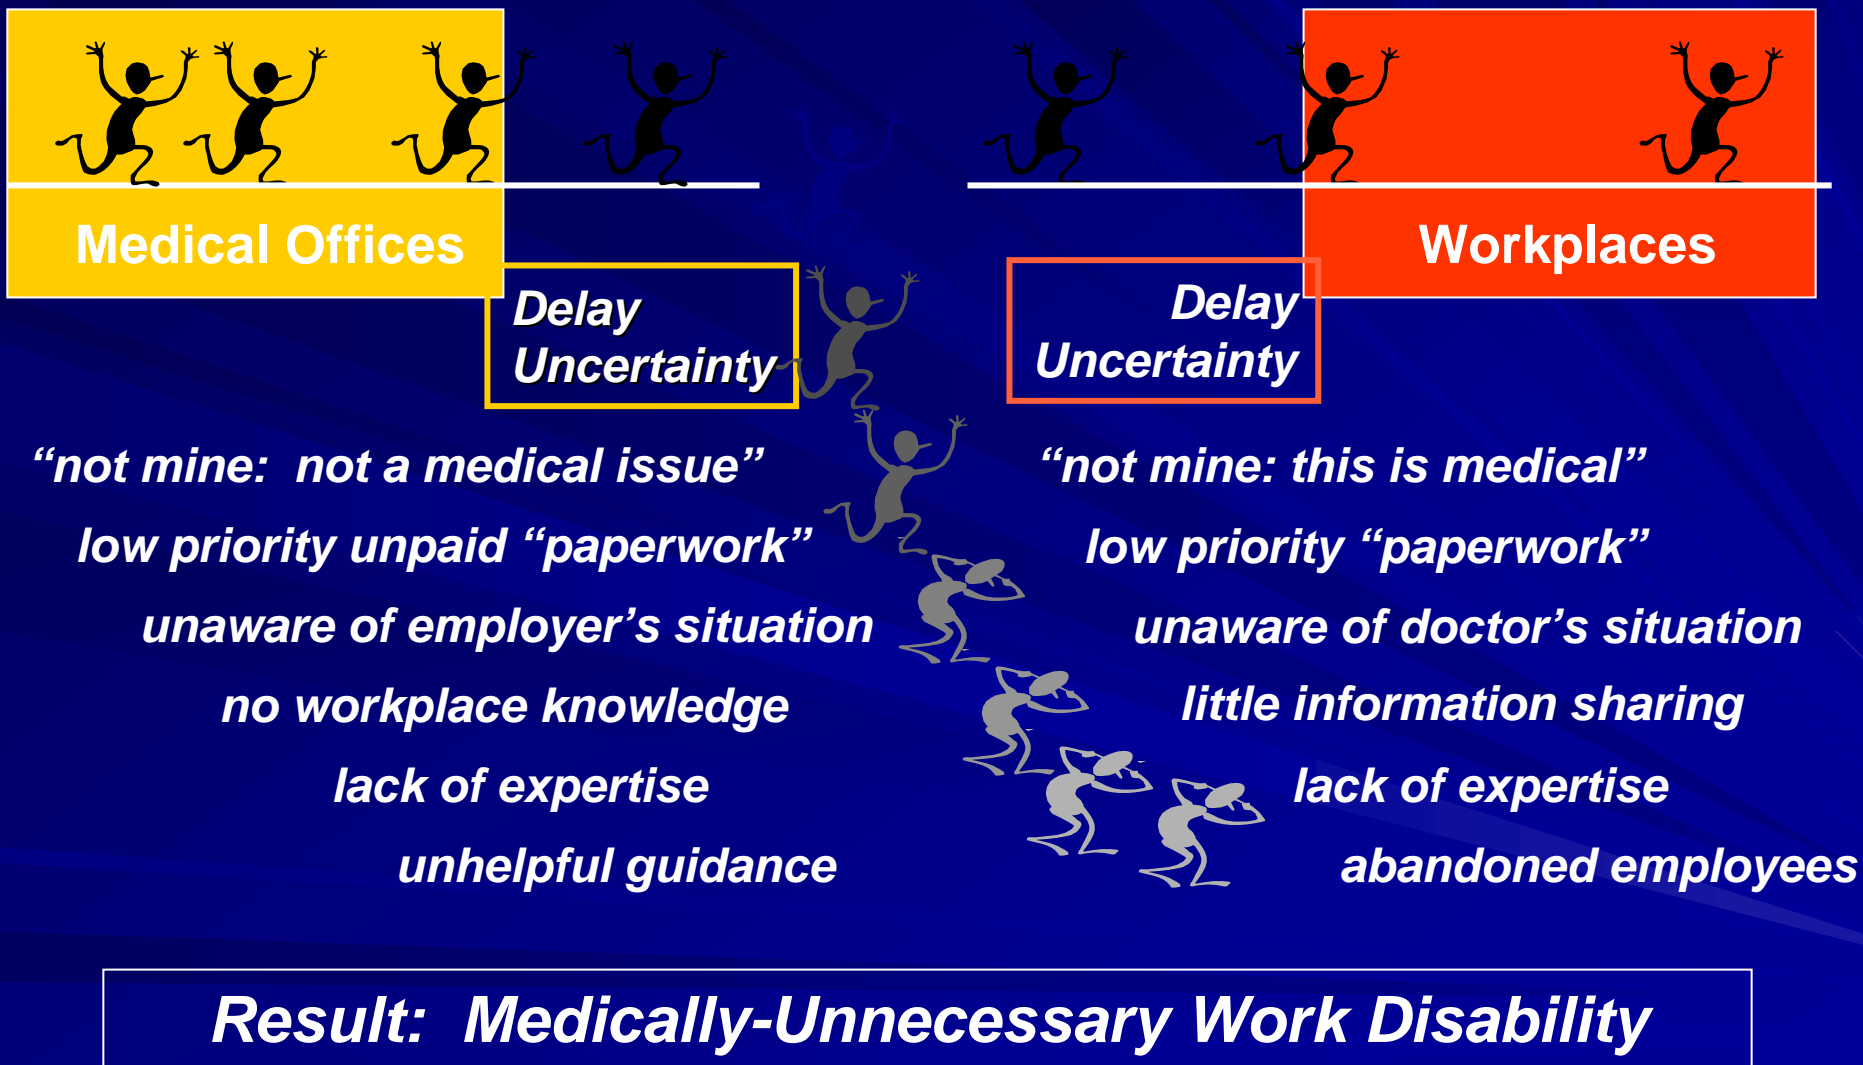 Medical Offices
Delay
Uncertainty
“not mine:  not a medical issue”
low priority unpaid “paperwork”
unaware of employer’s situation
no workplace knowledge
lack of expertise
unhelpful guidance
Workplaces
Delay
Uncertainty
“not mine: this is medical”
low priority “paperwork”
unaware of doctor’s situation
little information sharing
lack of expertise
abandoned employees
Result:  Medically-Unnecessary Work Disability